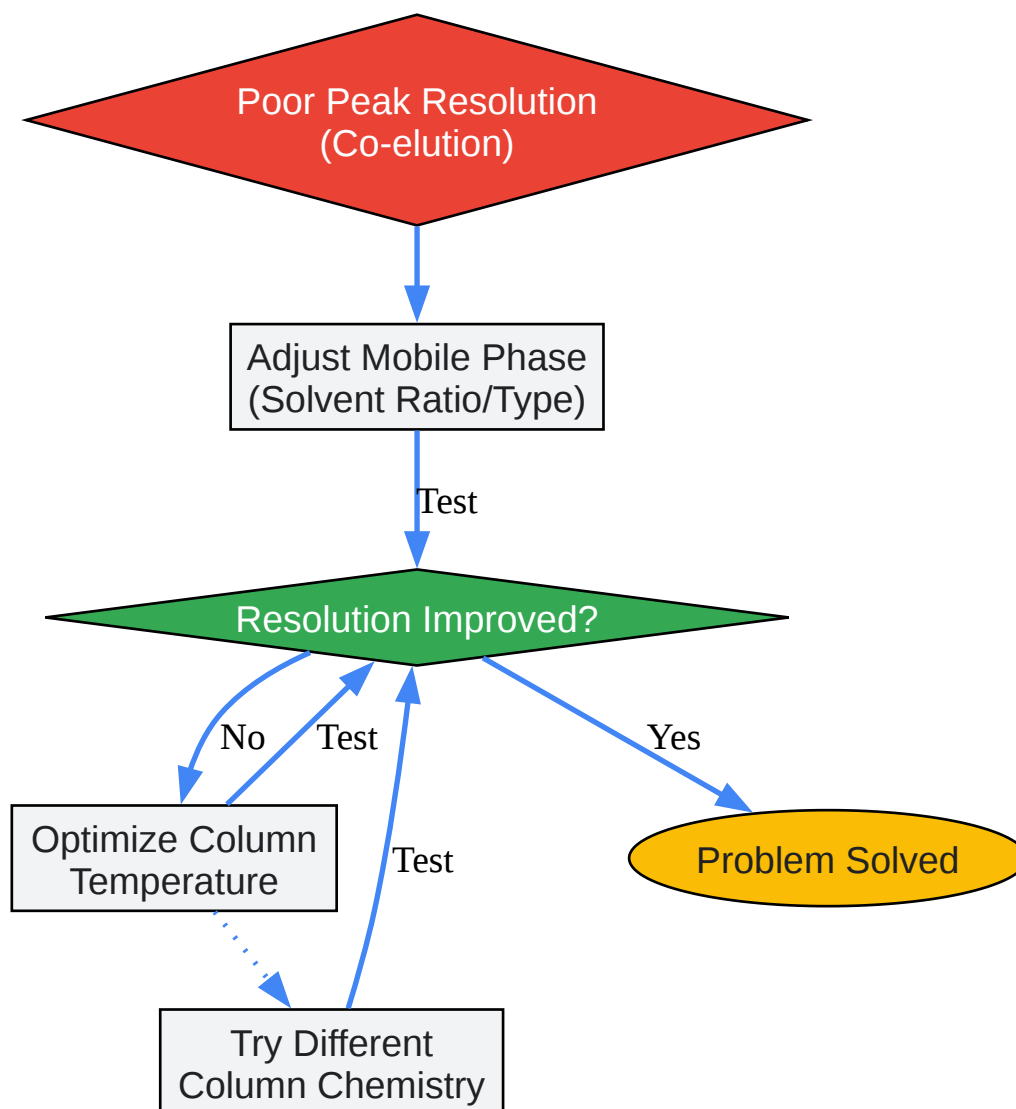 Poor Peak Resolution
(Co-elution)
Adjust Mobile Phase
(Solvent Ratio/Type)
Test
Resolution Improved?
No
Test
Yes
Optimize Column
Temperature
Test
Problem Solved
Try Different
Column Chemistry